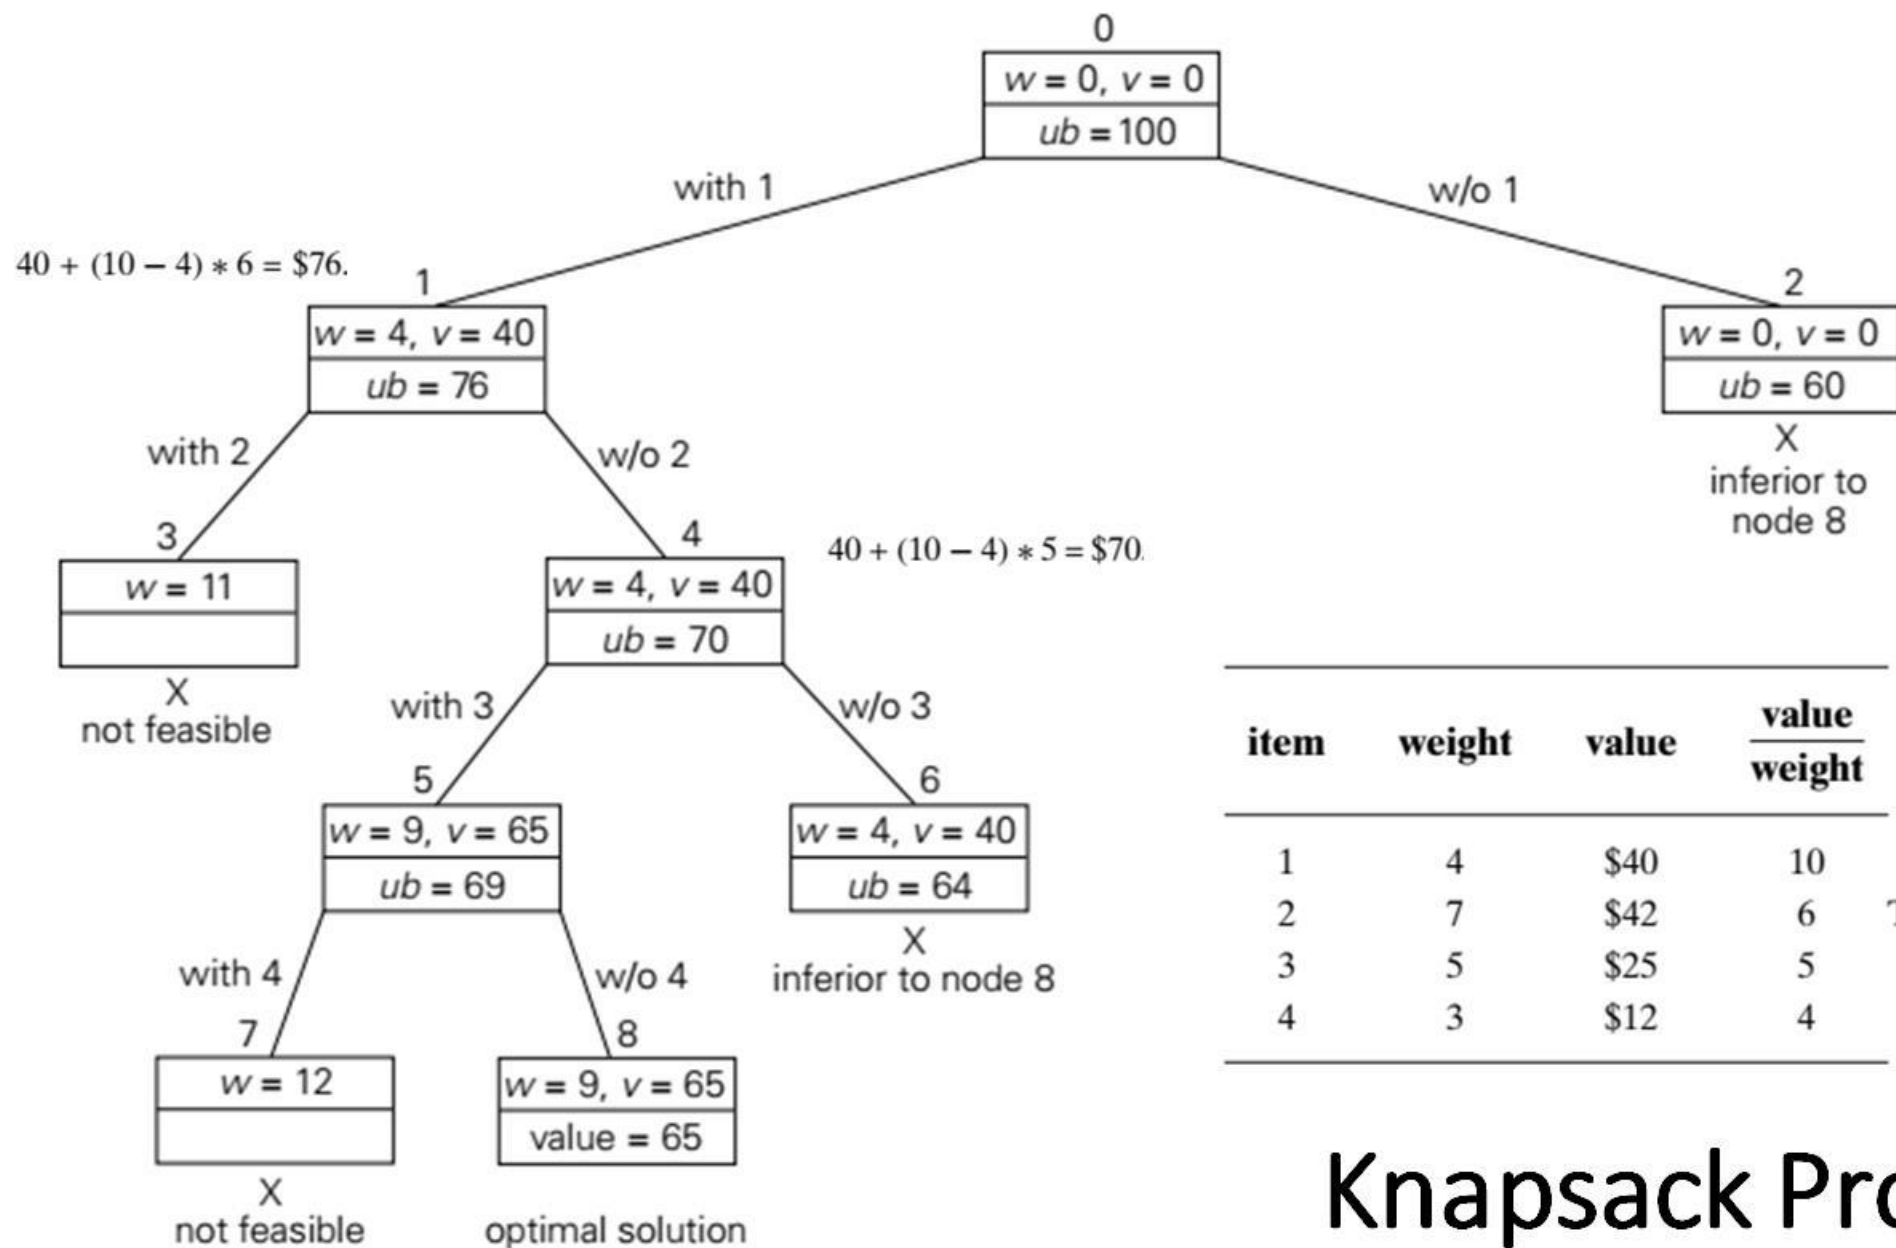 0
w = 0, v = 0
ub = 100
with 1
w/o 1
40 + (10 − 4) ∗ 6 = $76.
1
w = 4, v = 40
ub = 76
2
w = 0, v = 0
ub = 60
X
inferior to
node 8
with 2
w/o 2
3
w = 11
X
not feasible
4
w = 4, v = 40
ub = 70
40 + (10 − 4) ∗ 5 = $70.
with 3
w/o 3
5
w = 9, v = 65
ub = 69
6
w = 4, v = 40
ub = 64
X
inferior to node 8
with 4
w/o 4
7
w = 12
X
not feasible
8
w = 9, v = 65
value = 65
optimal solution
item weight value value/weight
1 4 $40 10
2 7 $42 6
3 5 $25 5
4 3 $12 4
Knapsack